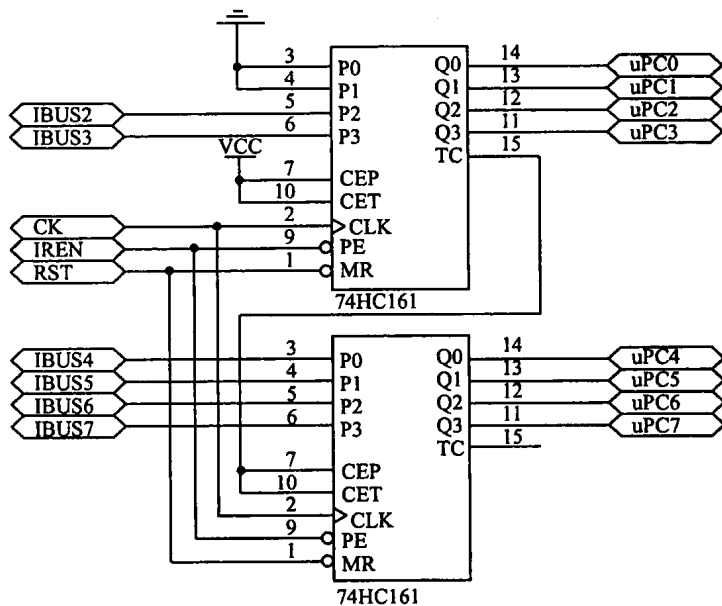 3 P0 Q0 14 uPC0
4 P1 Q1 13 uPC1
IBUS2 5 P2 Q2 12 uPC2
IBUS3 6 P3 Q3 11 uPC3
VCC TC 15
7 CEP
10 CET
CK 2 CLK
IREN 9 PE
RST 1 MR
74HC161
IBUS4 3 P0 Q0 14 uPC4
IBUS5 4 P1 Q1 13 uPC5
IBUS6 5 P2 Q2 12 uPC6
IBUS7 6 P3 Q3 11 uPC7
TC 15
7 CEP
10 CET
2 CLK
9 PE
1 MR
74HC161